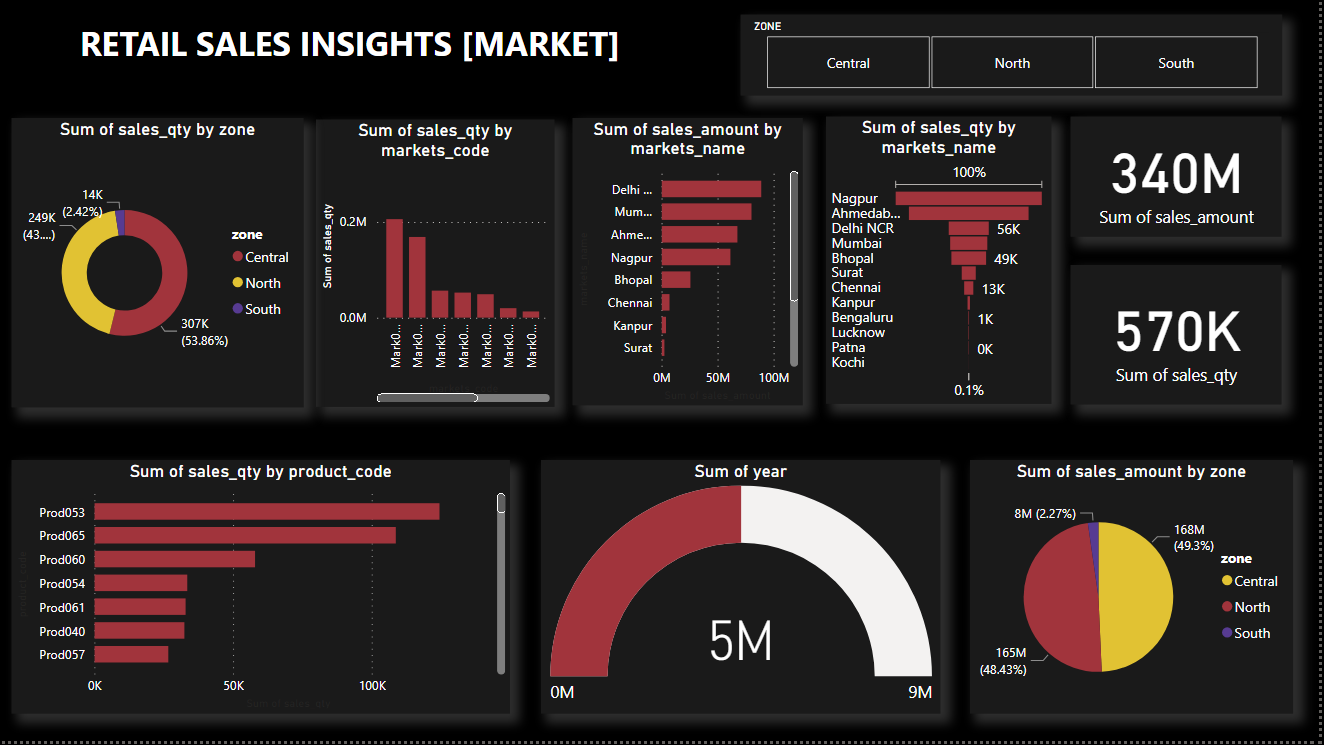 RETAIL SALES INSIGHTS [MARKET]
ZONE
Central
North
South
Sum of sales_qty by zone
14K
(2.42%)
249K
(43....)
307K
(53.86%)
zone
Central
North
South
Sum of sales_qty by
markets_code
Sum of sales_qty
0.2M
0.0M
Mark0...
Mark0...
Mark0...
Mark0...
Mark0...
Mark0...
Mark0...
markets_code
Sum of sales_amount by
markets_name
Delhi ...
Mum...
Ahme...
Nagpur
Bhopal
Chennai
Kanpur
Surat
0M
50M
100M
Sum of sales_amount
Sum of sales_qty by
markets_name
100%
Nagpur
Ahmedab...
Delhi NCR
56K
Mumbai
Bhopal
49K
Surat
Chennai
13K
Kanpur
Bengaluru
1K
Lucknow
Patna
0K
Kochi
0.1%
340M
Sum of sales_amount
570K
Sum of sales_qty
Sum of sales_qty by product_code
Prod053
Prod065
Prod060
Prod054
Prod061
Prod040
Prod057
0K
50K
100K
Sum of sales_qty
Sum of year
5M
0M
9M
Sum of sales_amount by zone
8M (2.27%)
168M
(49.3%)
165M
(48.43%)
zone
Central
North
South